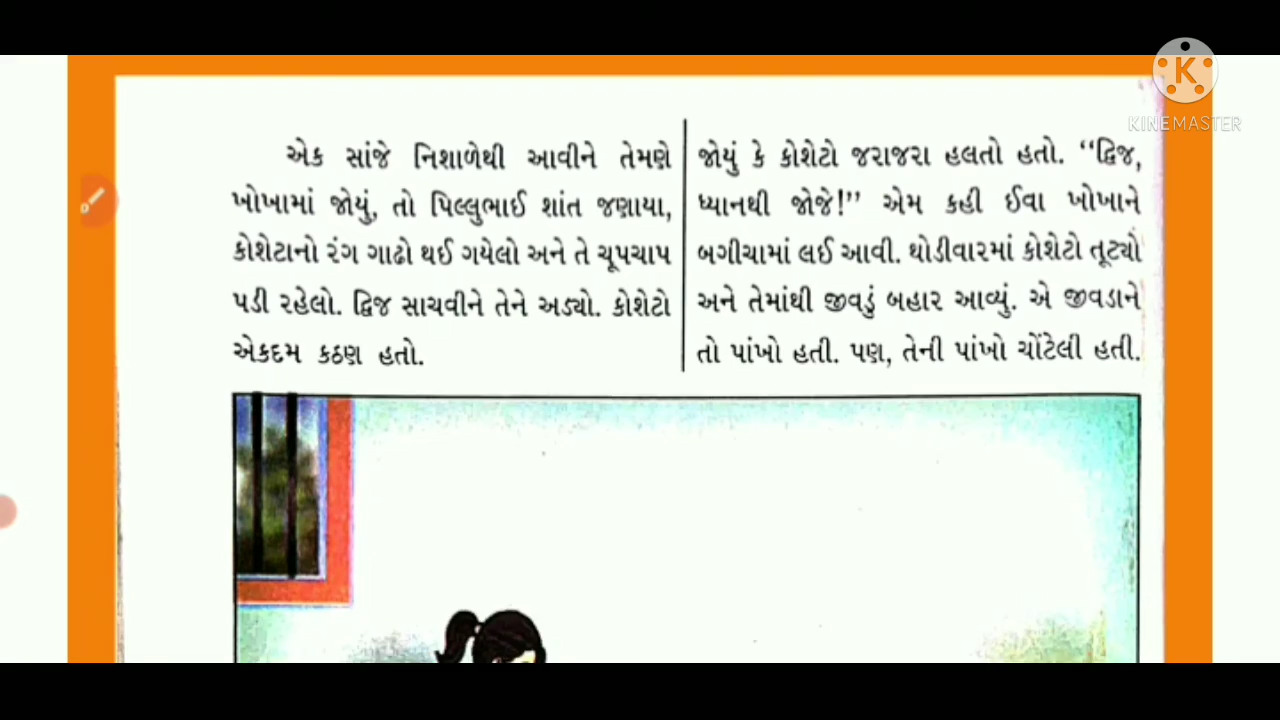 એક સાંજે નિશાળેથી આવીને તેમણે
ખોખામાં જોયું, તો પિલ્લુભાઈ શાંત જણાયા,
કોશેટાનો રંગ ગાઢો થઈ ગયેલો અને તે ચૂપચાપ
પડી રહેલો. દ્વિજ સાચવીને તેને અડ્યો. કોશેટો
એકદમ કઠણ હતો.
જોયું કે કોશેટો જરાજરા હલતો હતો. “દ્વિજ,
ધ્યાનથી જોજે!” એમ કહી ઈવા ખોખાને
બગીચામાં લઈ આવી. થોડીવારમાં કોશેટો તૂટ્યો
અને તેમાંથી જીવડું બહાર આવ્યું. એ જીવડાને
તો પાંખો હતી. પણ, તેની પાંખો ચોંટેલી હતી.
K
KINEMASTER